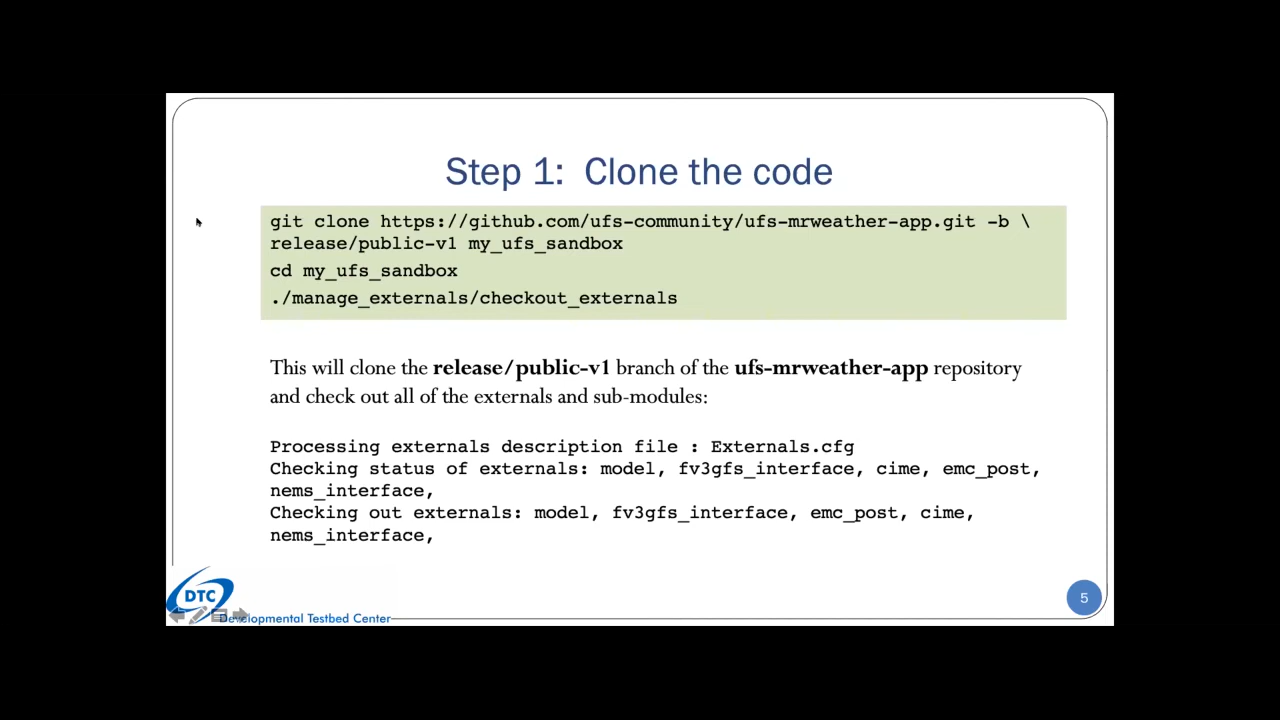 Step 1: Clone the code
git clone https://github.com/ufs-community/ufs-mrweather-app.git -b \
release/public-v1 my_ufs_sandbox
cd my_ufs_sandbox
./manage_externals/checkout_externals
This will clone the release/public-v1 branch of the ufs-mrweather-app repository
and check out all of the externals and sub-modules:
Processing externals description file : Externals.cfg
Checking status of externals: model, fv3gfs_interface, cime, emc_post,
nems_interface,
Checking out externals: model, fv3gfs_interface, emc_post, cime,
nems_interface,
DTC
Developmental Testbed Center
5